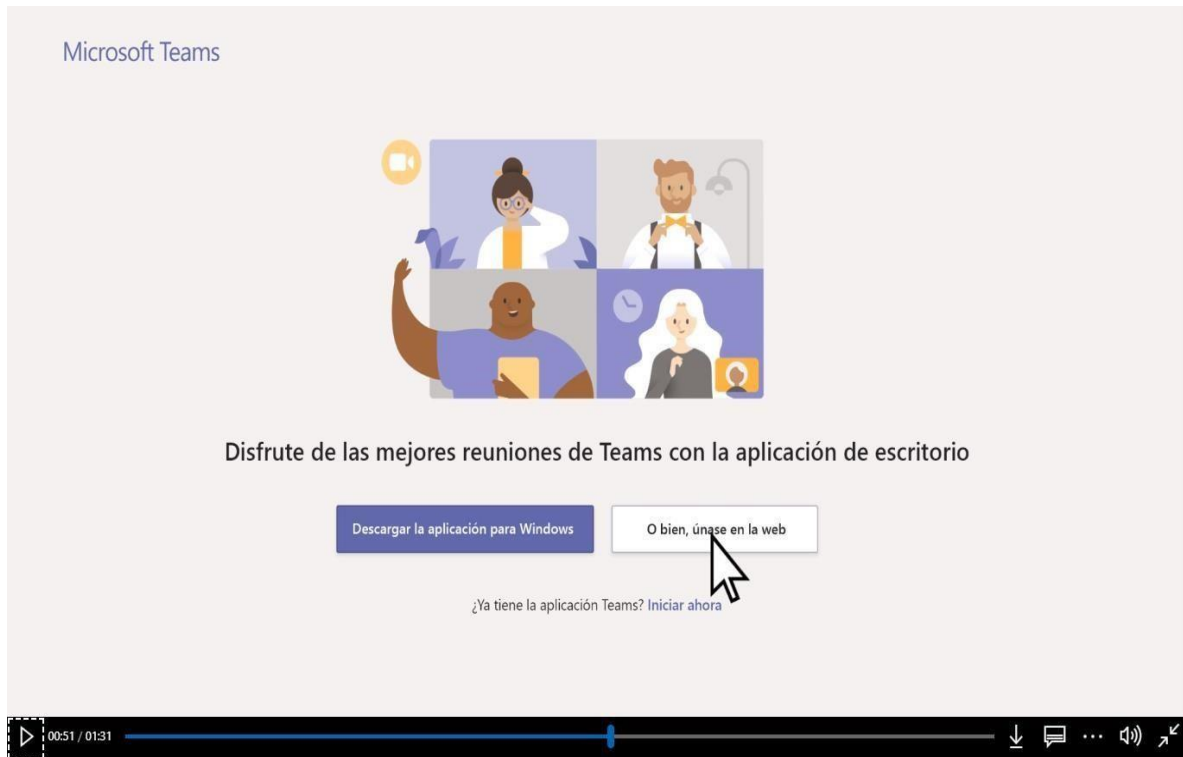 Microsoft Teams
Disfrute de las mejores reuniones de Teams con la aplicación de escritorio
Descargar la aplicación para Windows
O bien, únase en la web
¿Ya tiene la aplicación Teams? Iniciar ahora
00:51 / 01:31